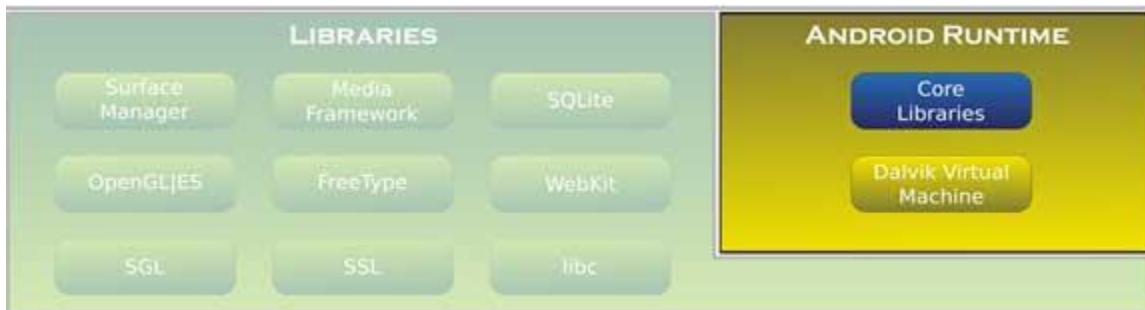 LIBRARIES
Surface
Manager
Media
Framework
SQLite
OpenGL|ES
FreeType
WebKit
SGL
SSL
libc
ANDROID RUNTIME
Core
Libraries
Dalvik Virtual
Machine